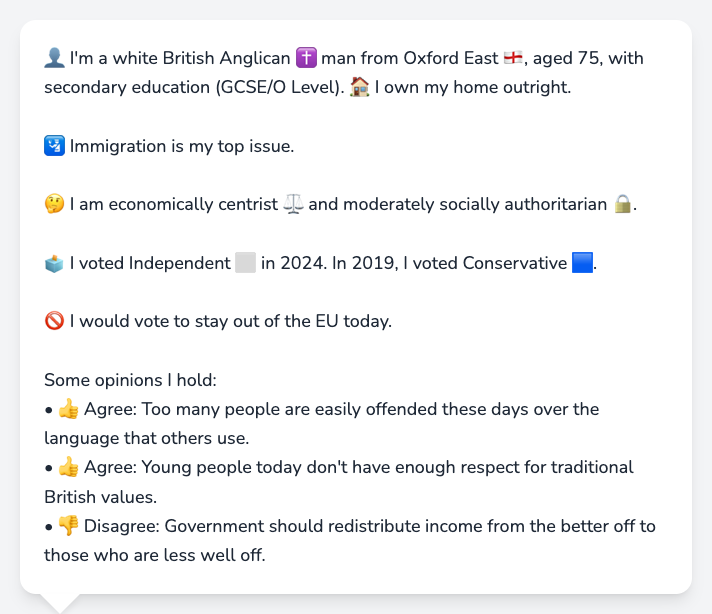 👤 I'm a white British Anglican ✝️ man from Oxford East 🏴󠁧󠁢󠁥󠁮󠁧󠁿, aged 75, with
secondary education (GCSE/O Level). 🏠 I own my home outright.
🛂 Immigration is my top issue.
🤔 I am economically centrist ⚖️ and moderately socially authoritarian 🔒.
🗳️ I voted Independent ⬜ in 2024. In 2019, I voted Conservative 🟦.
🚫 I would vote to stay out of the EU today.
Some opinions I hold:
• 👍 Agree: Too many people are easily offended these days over the
language that others use.
• 👍 Agree: Young people today don't have enough respect for traditional
British values.
• 👎 Disagree: Government should redistribute income from the better off to
those who are less well off.